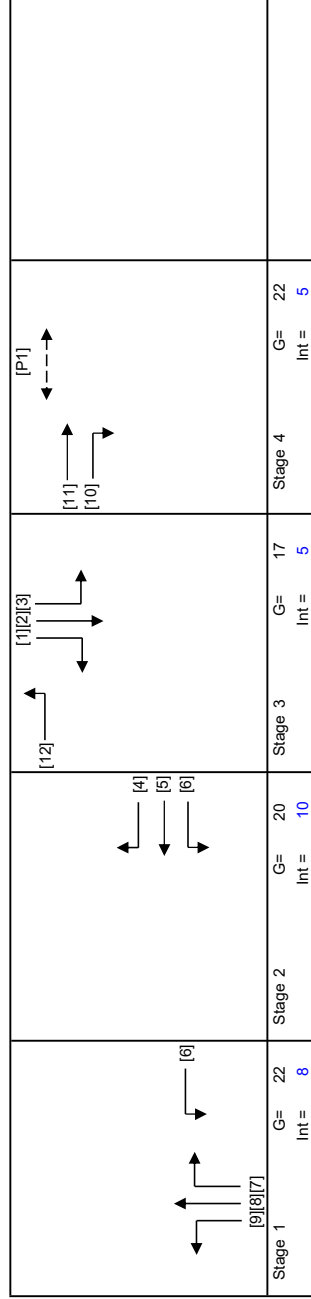 [9][8][7]
[6]
Stage 1 G= 22
Int = 8
[4]
[5]
[6]
Stage 2 G= 20
Int = 10
[12]
[1][2][3]
Stage 3 G= 17
Int = 5
[P1]
[11]
[10]
Stage 4 G= 22
Int = 5